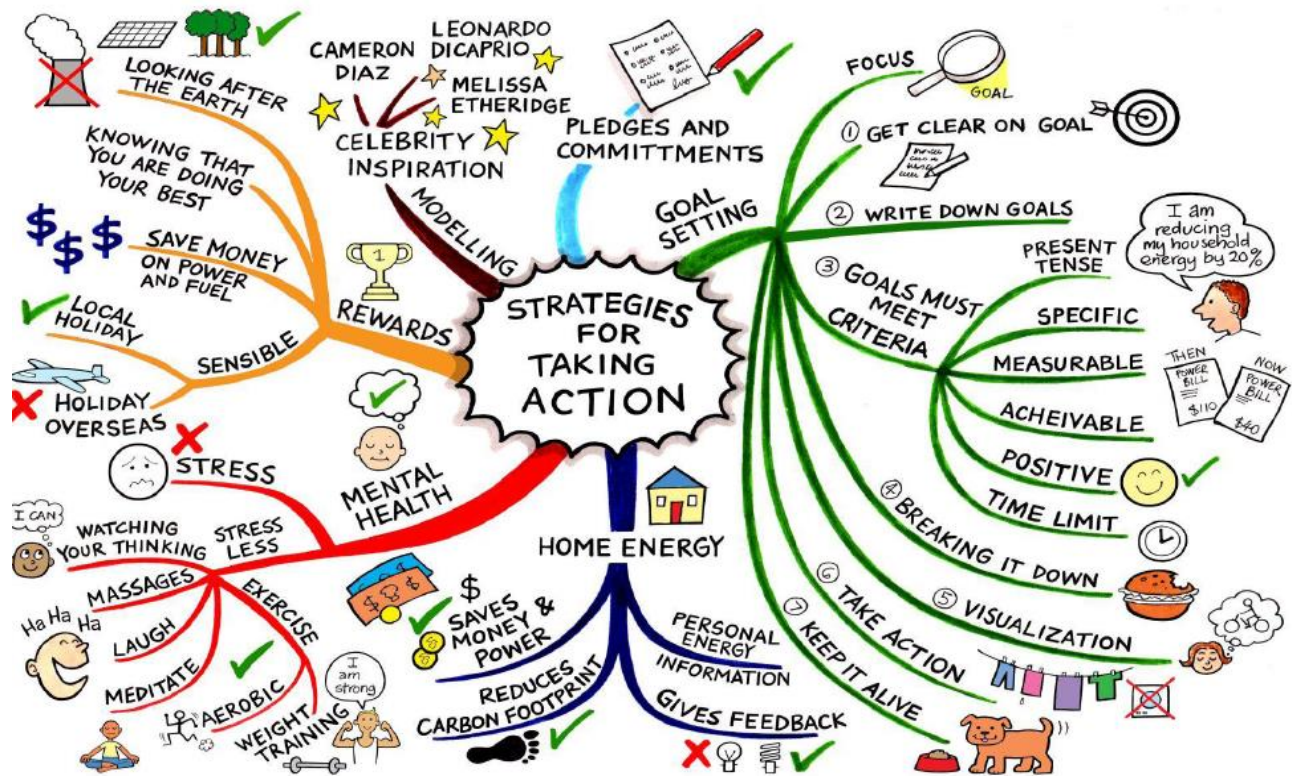 STRATEGIES
FOR
TAKING
ACTION
PLEDGES AND
COMMITTMENTS
GOAL
SETTING
FOCUS
GOAL
① GET CLEAR ON GOAL
② WRITE DOWN GOALS
③ GOALS MUST
MEET
CRITERIA
PRESENT
TENSE
I am
reducing
my household
energy by 20%
SPECIFIC
MEASURABLE
THEN
POWER
BILL
$110
NOW
POWER
BILL
$40
ACHEIVABLE
POSITIVE
TIME LIMIT
④ BREAKING IT DOWN
⑤ VISUALIZATION
⑥ TAKE ACTION
⑦ KEEP IT ALIVE
HOME ENERGY
PERSONAL
ENERGY
INFORMATION
GIVES FEEDBACK
$
SAVES
MONEY &
POWER
REDUCES
CARBON FOOTPRINT
MENTAL
HEALTH
STRESS
STRESS
LESS
I CAN
WATCHING
YOUR THINKING
MASSAGES
Ha Ha Ha
LAUGH
MEDITATE
EXERCISE
AEROBIC
WEIGHT
TRAINING
I
am
strong
REWARDS
1
LOOKING AFTER
THE EARTH
KNOWING THAT
YOU ARE DOING
YOUR BEST
$ $ $
SAVE MONEY
ON POWER
AND FUEL
SENSIBLE
LOCAL
HOLIDAY
HOLIDAY
OVERSEAS
MODELLING
CELEBRITY
INSPIRATION
CAMERON
DIAZ
LEONARDO
DICAPRIO
MELISSA
ETHERIDGE